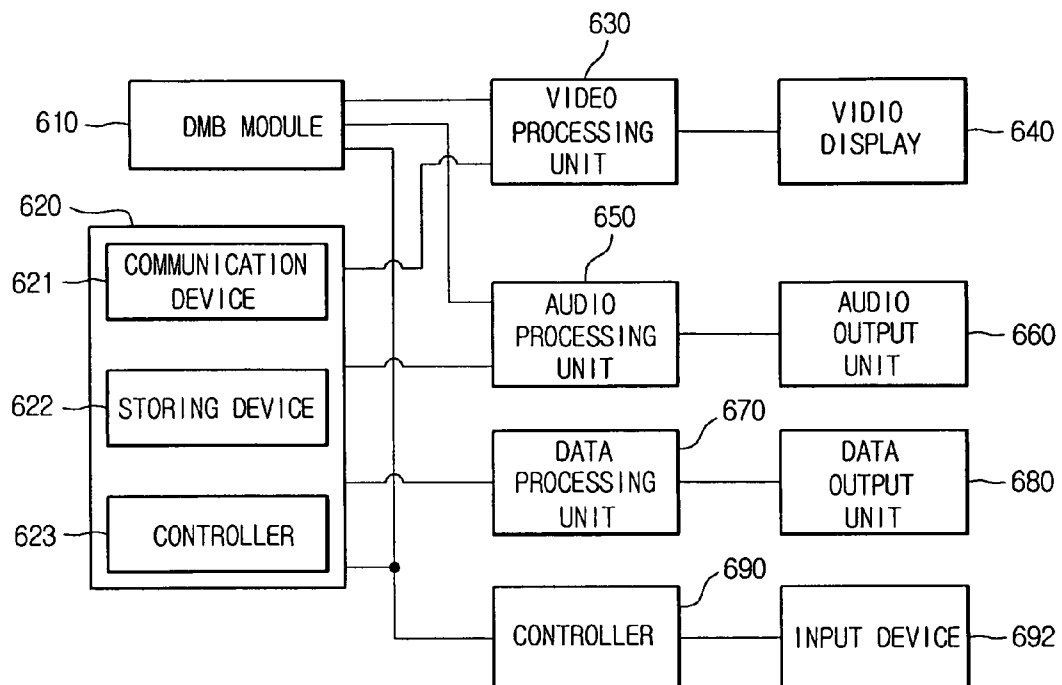 630
610
DMB MODULE
VIDEO
PROCESSING
UNIT
VIDIO
DISPLAY
640
620
621
COMMUNICATION
DEVICE
650
AUDIO
PROCESSING
UNIT
AUDIO
OUTPUT
UNIT
660
622
STORING DEVICE
670
DATA
PROCESSING
UNIT
DATA
OUTPUT
UNIT
680
623
CONTROLLER
690
CONTROLLER
INPUT DEVICE
692